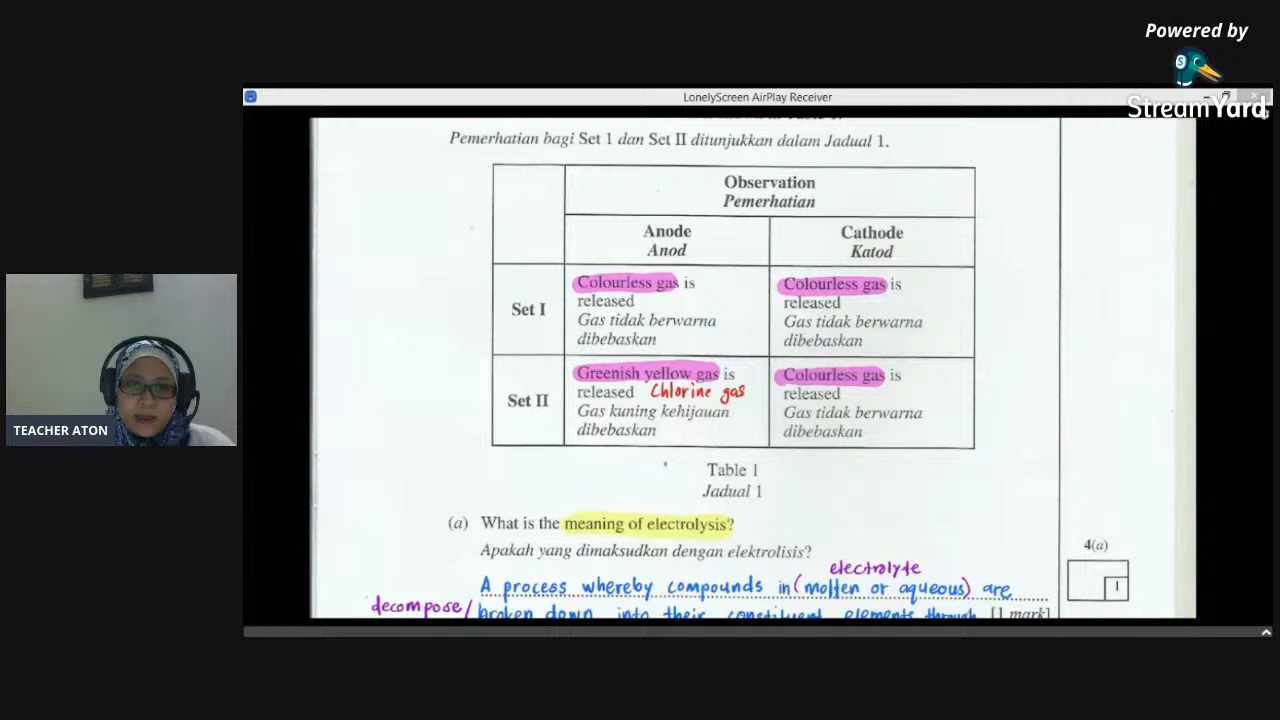 Powered by
S
StreamYard
LonelyScreen AirPlay Receiver
Pemerhatian bagi Set 1 dan Set II ditunjukkan dalam Jadual 1.
Observation
Pemerhatian
Anode
Anod
Cathode
Katod
Set I
Colourless gas is
released
Gas tidak berwarna
dibebaskan
Colourless gas is
released
Gas tidak berwarna
dibebaskan
Set II
Greenish yellow gas is
released Chlorine gas
Gas kuning kehijauan
dibebaskan
Colourless gas is
released
Gas tidak berwarna
dibebaskan
Table 1
Jadual 1
(a) What is the meaning of electrolysis?
Apakah yang dimaksudkan dengan elektrolisis?
4(a)
1
electrolyte
A process whereby compounds in (molten or aqueous) are
decompose/ broken down into their constituent elements through
[1 mark]
TEACHER ATON